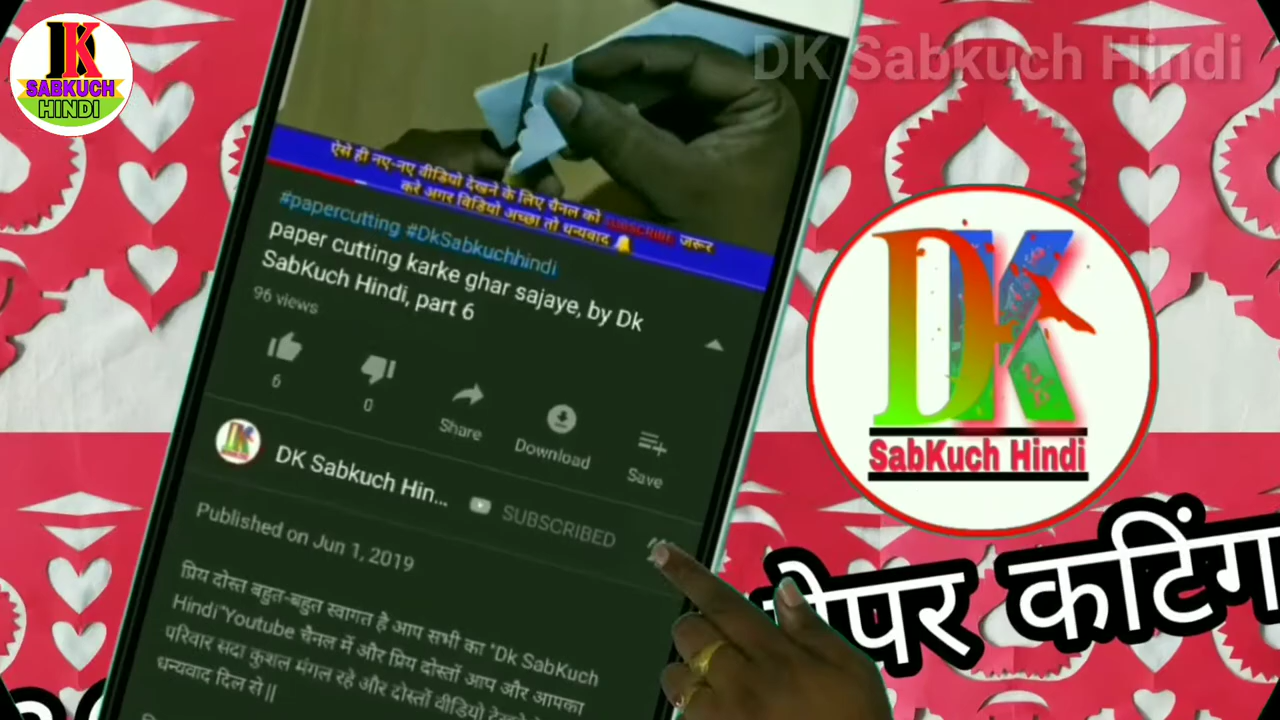 DK
SABKUCH
HINDI
DK Sabkuch Hindi
ऐसे ही नए-नए वीडियो देखने के लिए चैनल को SUBSCRIBE जरूर
करे अगर विडियो अच्छा तो धन्यवाद
#papercutting #DkSabkuchhindi
paper cutting karke ghar sajaye, by Dk
SabKuch Hindi, part 6
96 views
6
0
Share
Download
Save
DK Sabkuch Hin...
SUBSCRIBED
Published on Jun 1, 2019
प्रिय दोस्त बहुत-बहुत स्वागत है आप सभी का "Dk SabKuch
Hindi"Youtube चैनल में और प्रिय दोस्तों आप और आपका
परिवार सदा कुशल मंगल रहे और दोस्तों वीडियो
धन्यवाद दिल से ||
DK
SabKuch Hindi
पेपर कटिंग